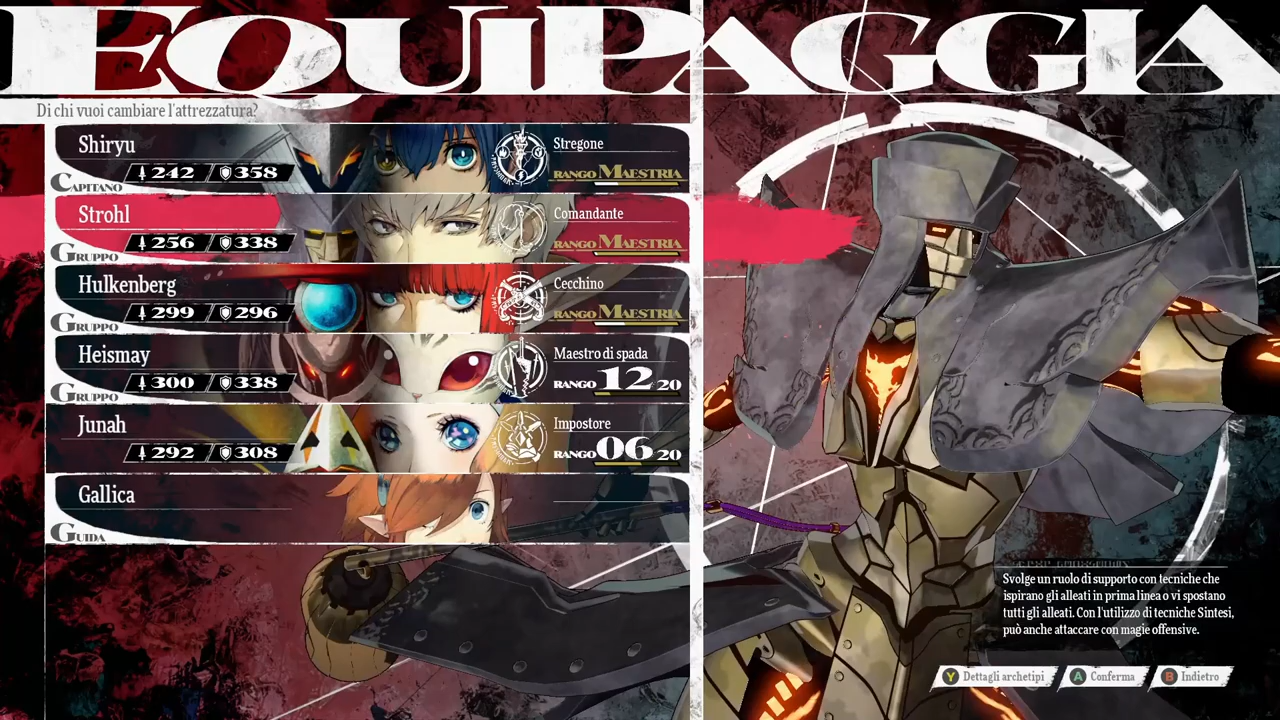 EQUIPAGGIA
Di chi vuoi cambiare l'attrezzatura?
Shiryu
242 358
CAPITANO
Stregone
RANGO MAESTRIA
Strohl
256 338
GRUPPO
Comandante
RANGO MAESTRIA
Hulkenberg
299 296
GRUPPO
Cecchino
RANGO MAESTRIA
Heismay
300 338
GRUPPO
Maestro di spada
RANGO 12/20
Junah
292 308
Impostore
RANGO 06/20
Gallica
GUIDA
Svolge un ruolo di supporto con tecniche che
ispirano gli alleati in prima linea o vi spostano
tutti gli alleati. Con l'utilizzo di tecniche Sintesi,
può anche attaccare con magie offensive.
Y Dettagli archetipi A Conferma B Indietro